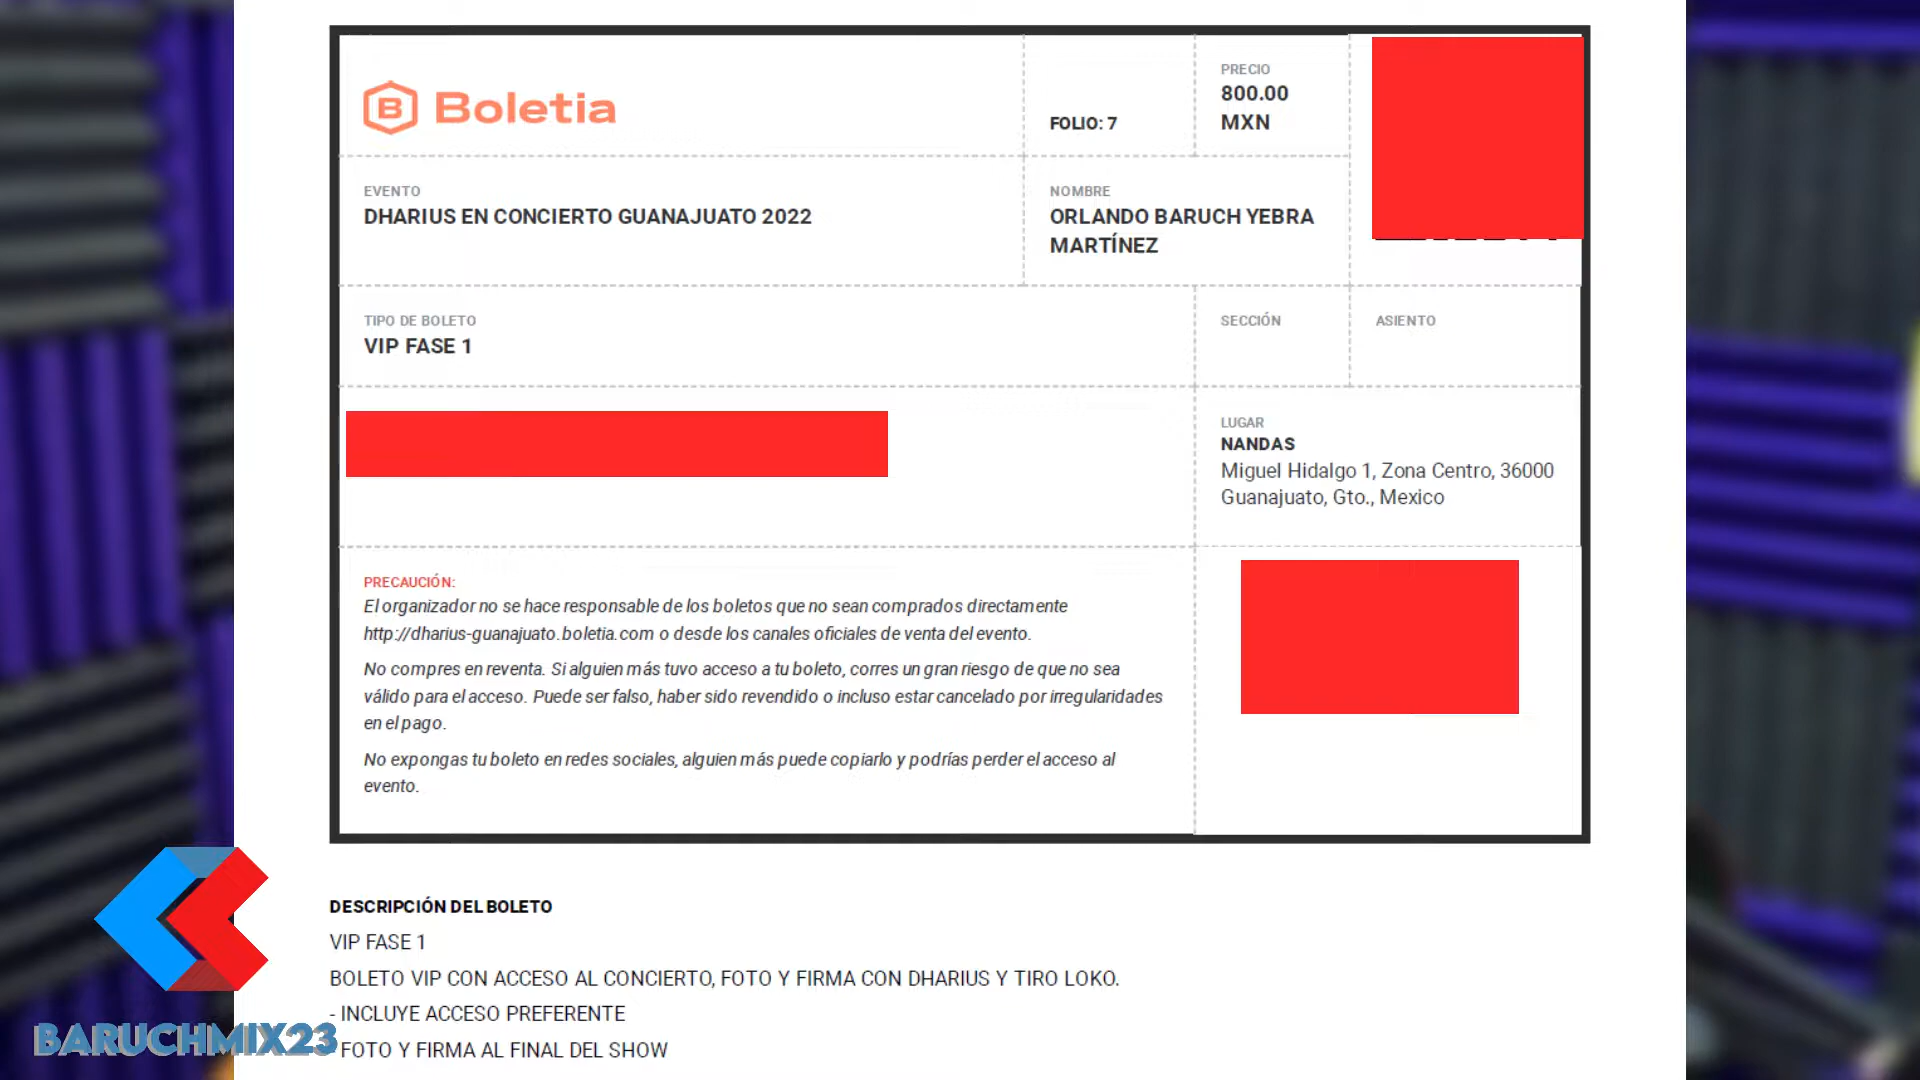 B Boletia
FOLIO: 7
PRECIO
800.00
MXN
EVENTO
DHARIUS EN CONCIERTO GUANAJUATO 2022
NOMBRE
ORLANDO BARUCH YEBRA
MARTÍNEZ
TIPO DE BOLETO
VIP FASE 1
SECCIÓN
ASIENTO
LUGAR
NANDAS
Miguel Hidalgo 1, Zona Centro, 36000
Guanajuato, Gto., Mexico
PRECAUCIÓN:
El organizador no se hace responsable de los boletos que no sean comprados directamente
http://dharius-guanajuato.boletia.com o desde los canales oficiales de venta del evento.
No compres en reventa. Si alguien más tuvo acceso a tu boleto, corres un gran riesgo de que no sea
válido para el acceso. Puede ser falso, haber sido revendido o incluso estar cancelado por irregularidades
en el pago.
No expongas tu boleto en redes sociales, alguien más puede copiarlo y podrías perder el acceso al
evento.
DESCRIPCIÓN DEL BOLETO
VIP FASE 1
BOLETO VIP CON ACCESO AL CONCIERTO, FOTO Y FIRMA CON DHARIUS Y TIRO LOKO.
- INCLUYE ACCESO PREFERENTE
- FOTO Y FIRMA AL FINAL DEL SHOW
BARUCHMIX23